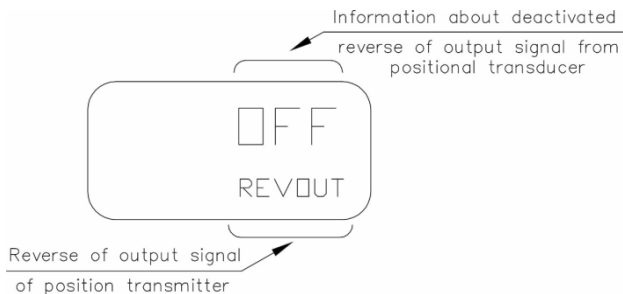 Information about deactivated
reverse of output signal from
positional transducer
OFF
REVOUT
Reverse of output signal
of position transmitter